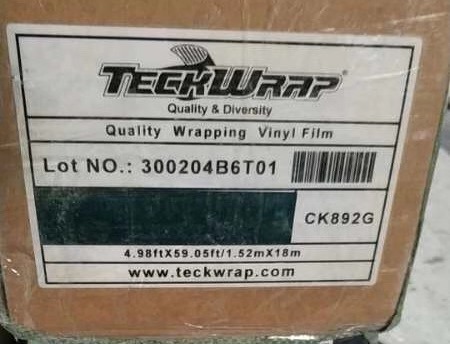 TECKWRAP®
Quality & Diversity
Quality Wrapping Vinyl Film
Lot NO.: 300204B6T01
CK892G
4.98ftX59.05ft/1.52mX18m
www.teckwrap.com